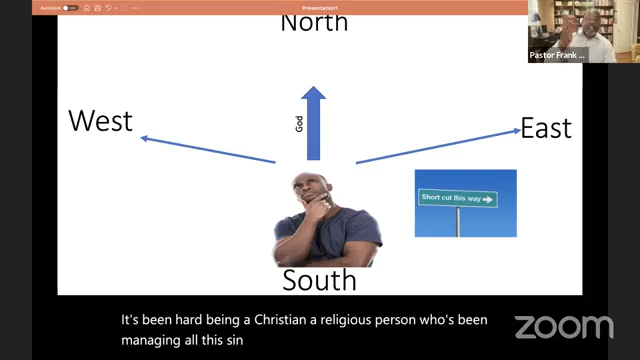 AutoSave
Presentation1
North
Pastor Frank ...
West
God
East
Short cut this way
South
It's been hard being a Christian a religious person who's been
managing all this sin
zoom